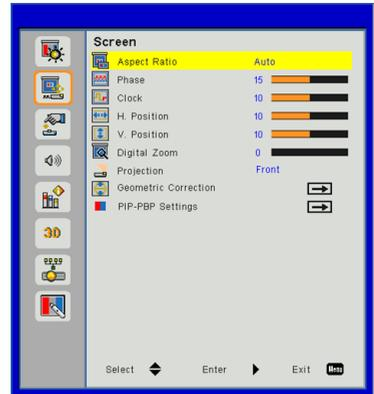 Screen
Aspect Ratio Auto
Phase 15
Clock 10
H. Position 10
V. Position 10
Digital Zoom 0
Projection Front
Geometric Correction
PIP-PBP Settings
3D
Select Enter Exit Menu